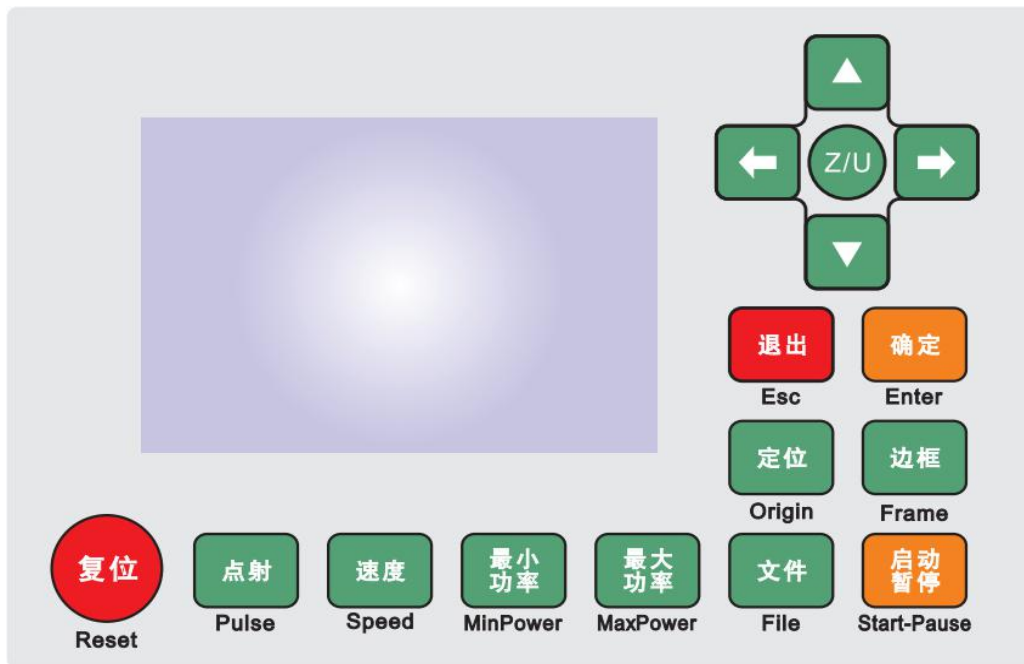 Z/U
退出
确定
Esc
Enter
定位
边框
Origin
Frame
复位
点射
速度
最小
功率
最大
功率
文件
启动
暂停
Reset
Pulse
Speed
MinPower
MaxPower
File
Start-Pause